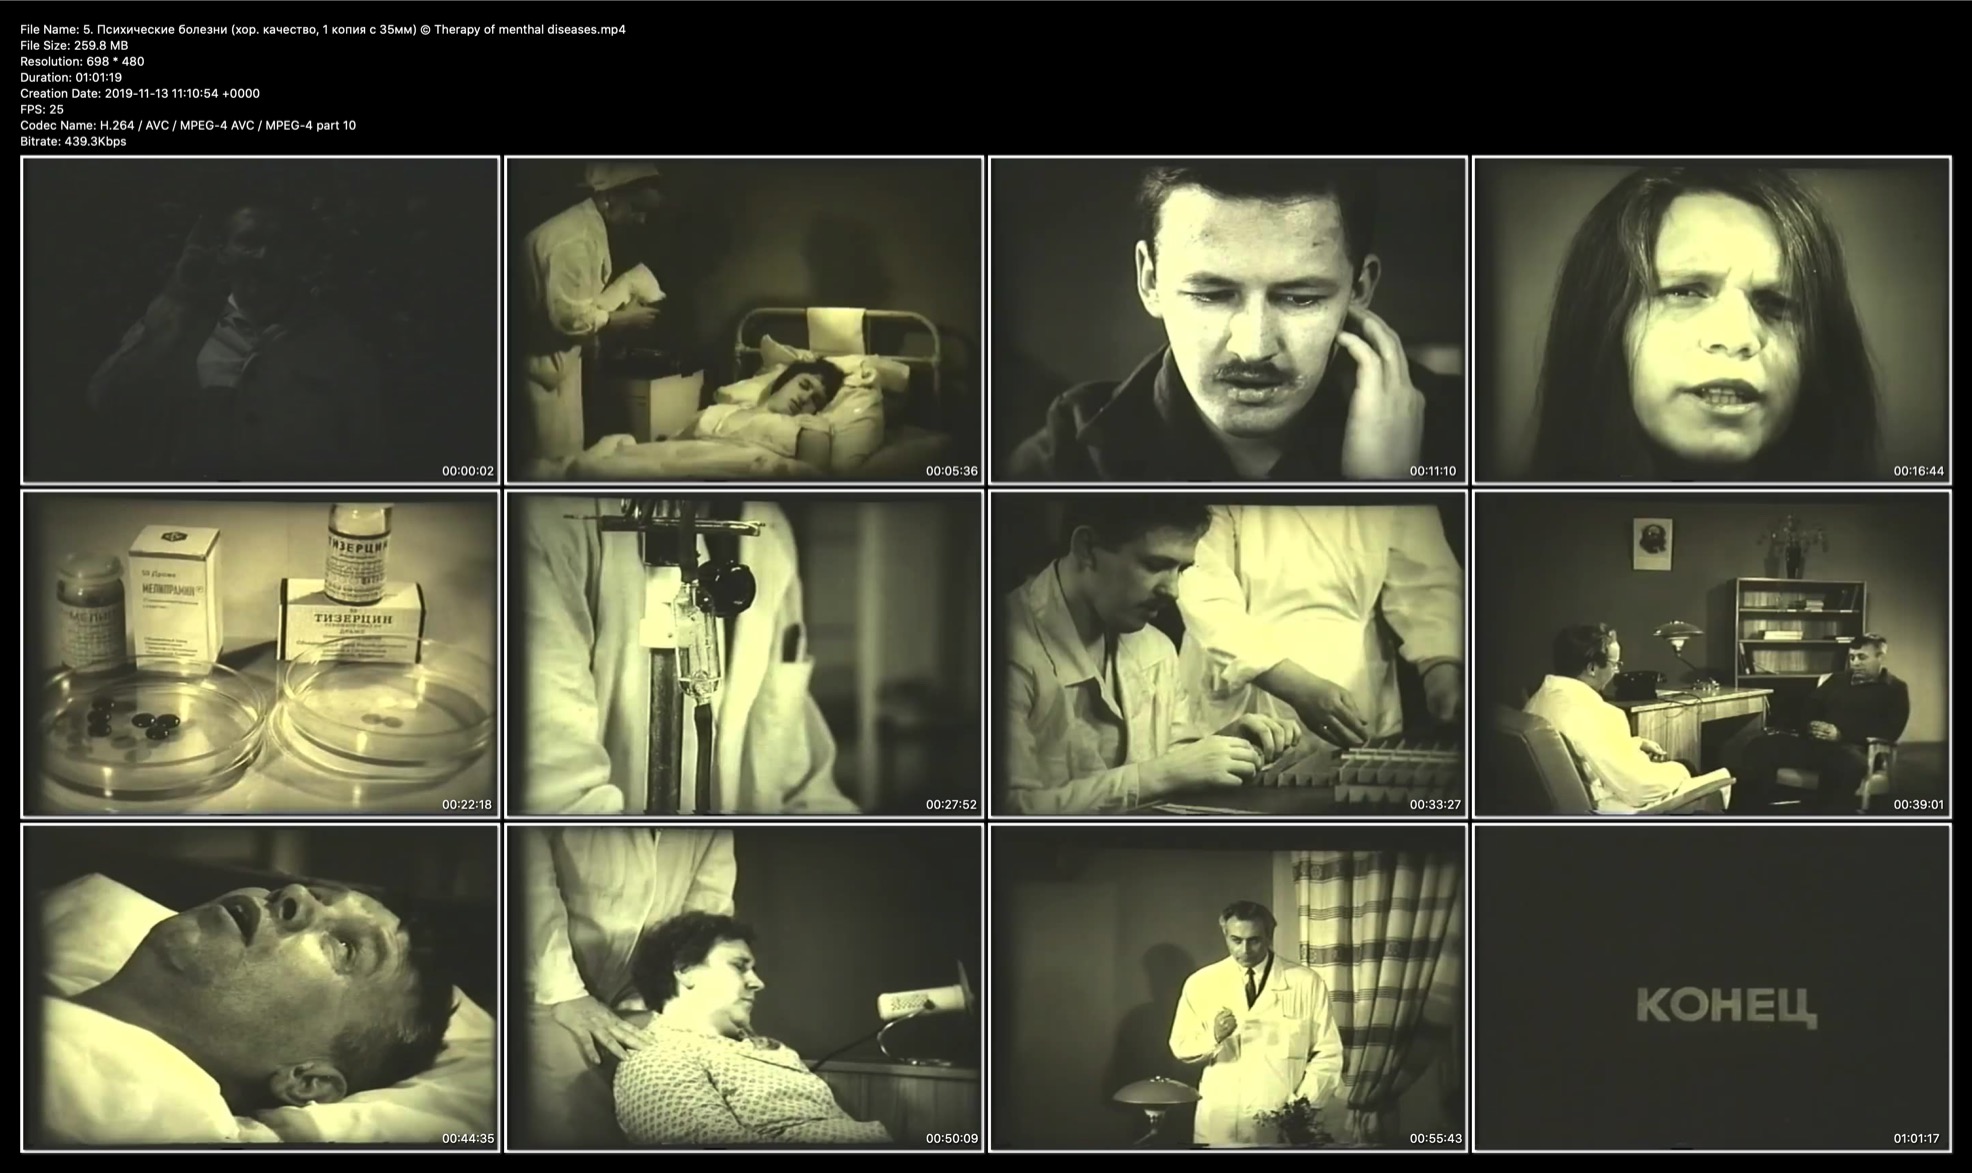 File Name: 5. Психические болезни (хор. качество, 1 копия с 35мм) © Therapy of menthal diseases.mp4
File Size: 259.8 MB
Resolution: 698 * 480
Duration: 01:01:19
Creation Date: 2019-11-13 11:10:54 +0000
FPS: 25
Codec Name: H.264 / AVC / MPEG-4 AVC / MPEG-4 part 10
Bitrate: 439.3Kbps
00:00:02
00:05:36
00:11:10
00:16:44
50 Драже
МЕЛИПРАМИН
ТИЗЕРЦИН
ТИЗЕРЦИН
ДРАЖЕ
00:22:18
00:27:52
00:33:27
00:39:01
00:44:35
00:50:09
00:55:43
КОНЕЦ
01:01:17